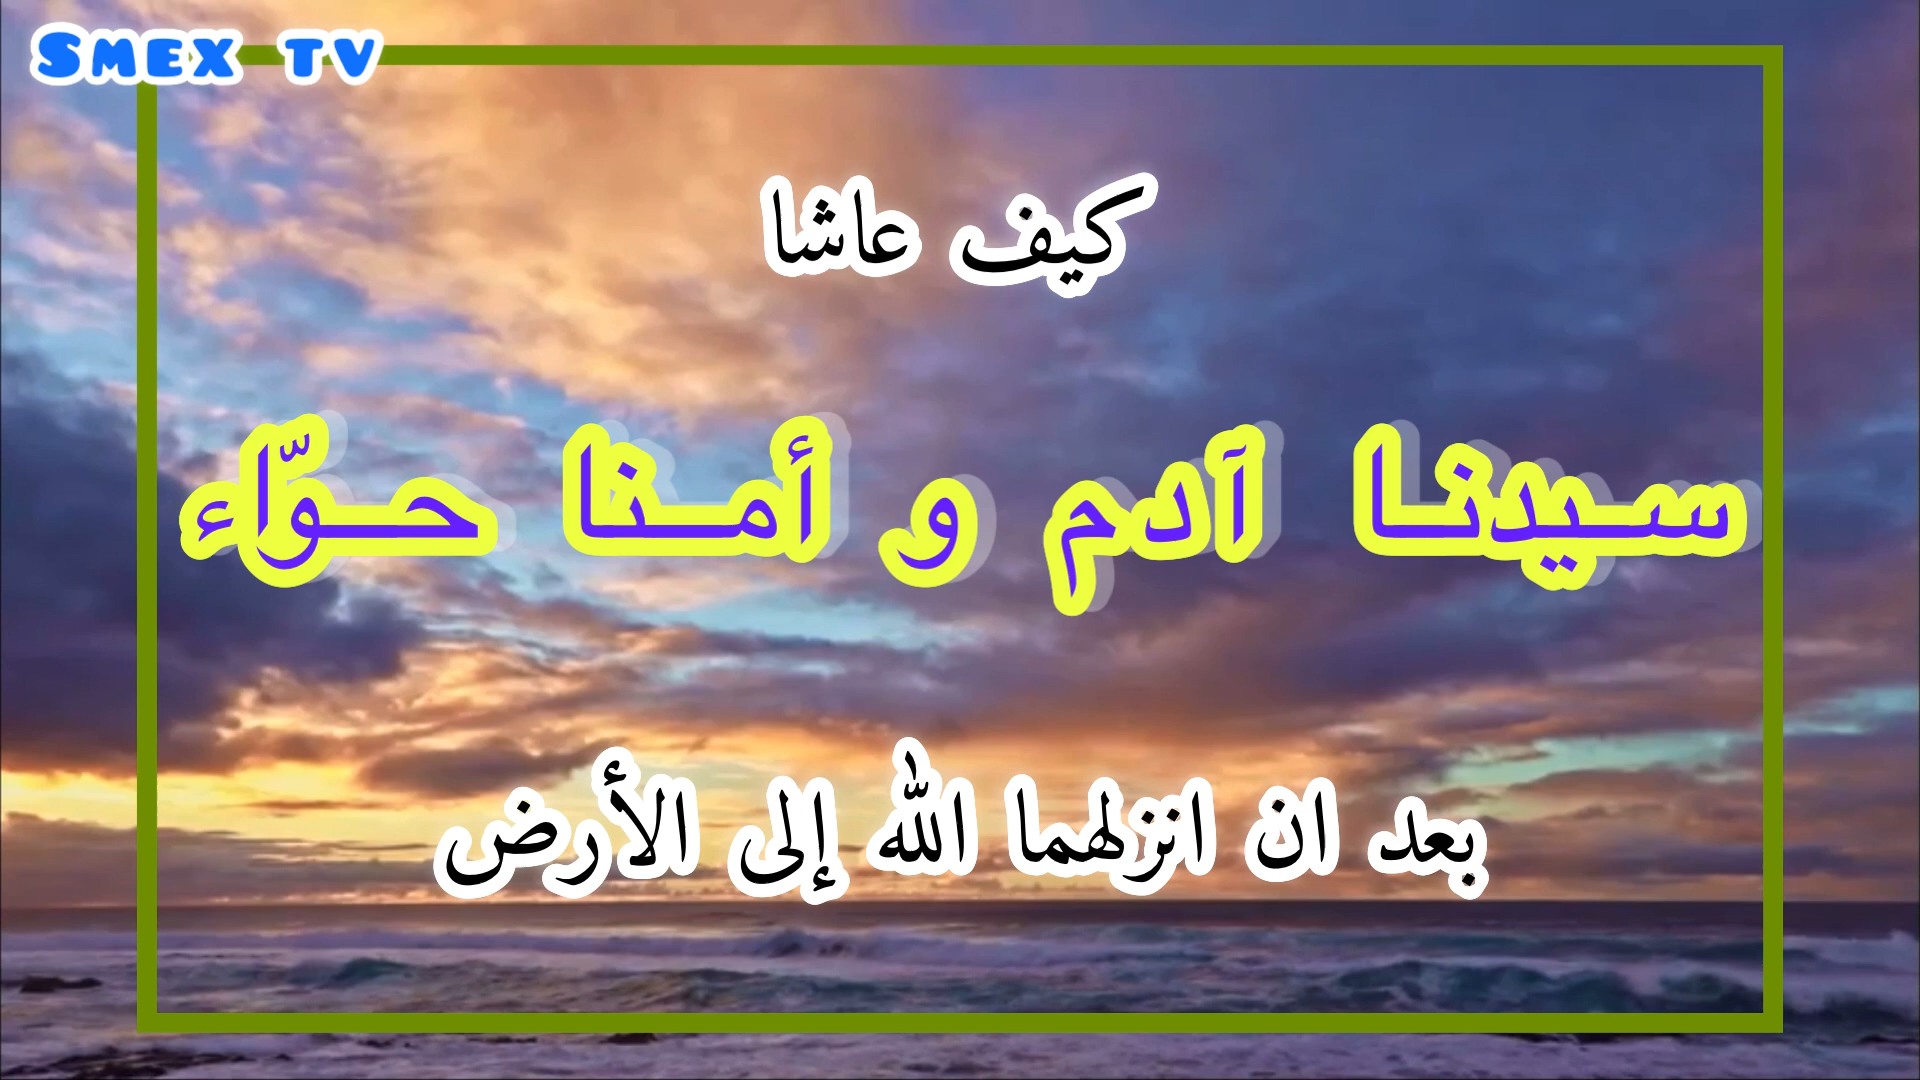 Smex tv
كيف عاشا
سيدنا آدم و أمنا حوّاء
بعد ان انزلهما الله إلى الأرض